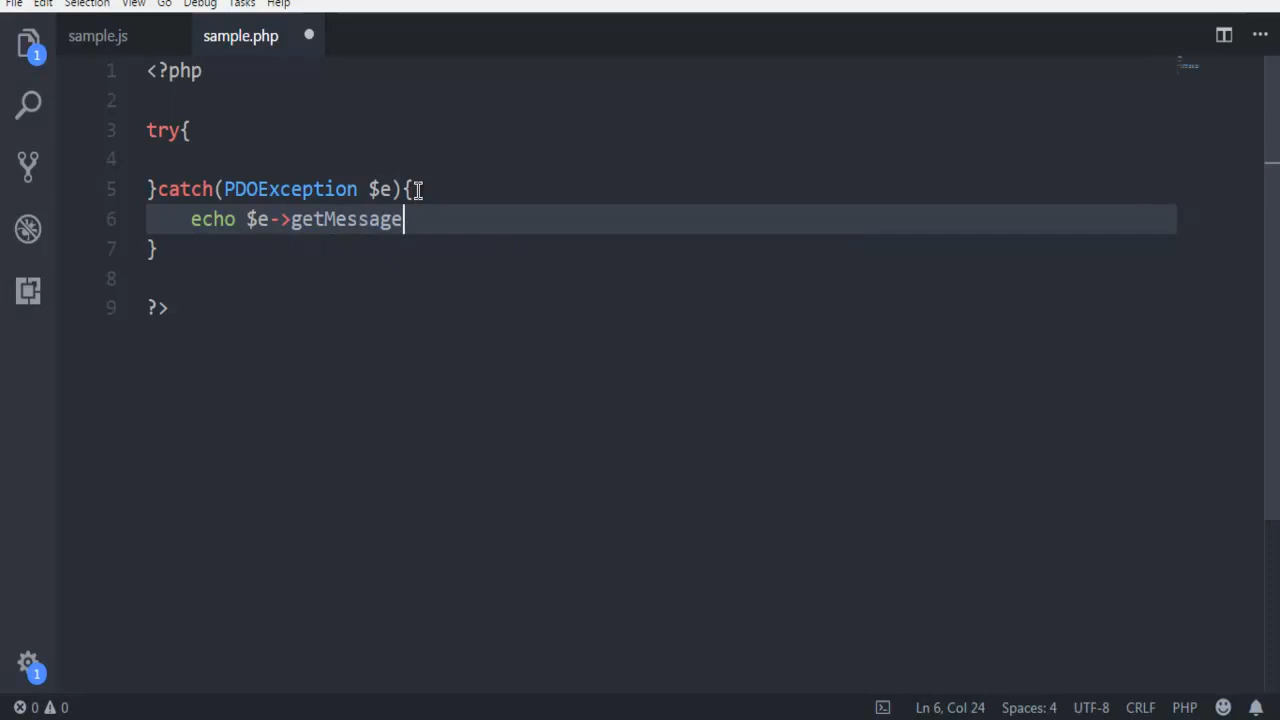 File Edit Selection View Go Debug Tasks Help
sample.js sample.php
1 <?php
2
3 try{
4
5 }catch(PDOException $e){
6     echo $e->getMessage
7 }
8
9 ?>
1
1
0 0 Ln 6, Col 24 Spaces: 4 UTF-8 CRLF PHP